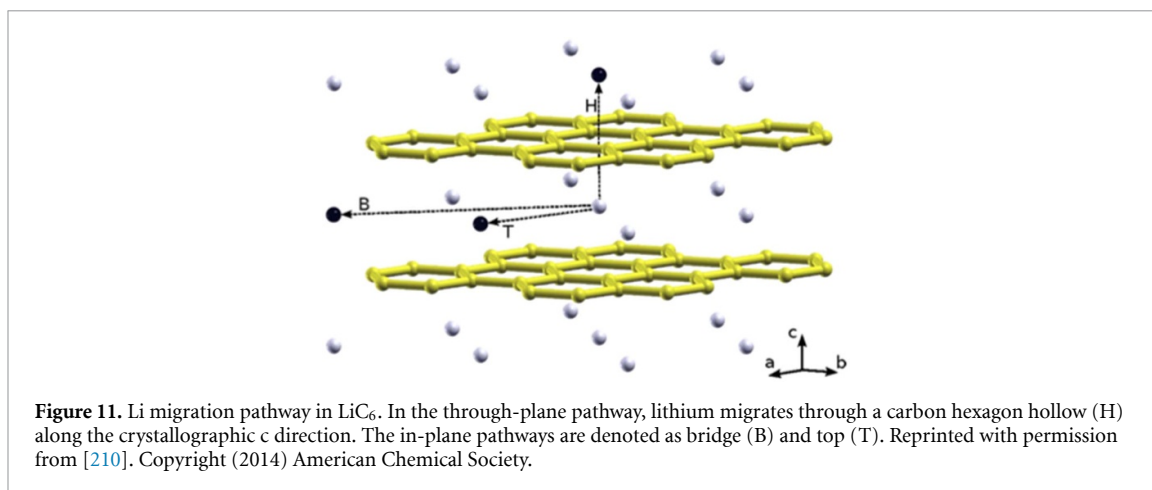 H
B
T
c
a
b
Figure 11. Li migration pathway in LiC₆. In the through-plane pathway, lithium migrates through a carbon hexagon hollow (H)
along the crystallographic c direction. The in-plane pathways are denoted as bridge (B) and top (T). Reprinted with permission
from [210]. Copyright (2014) American Chemical Society.